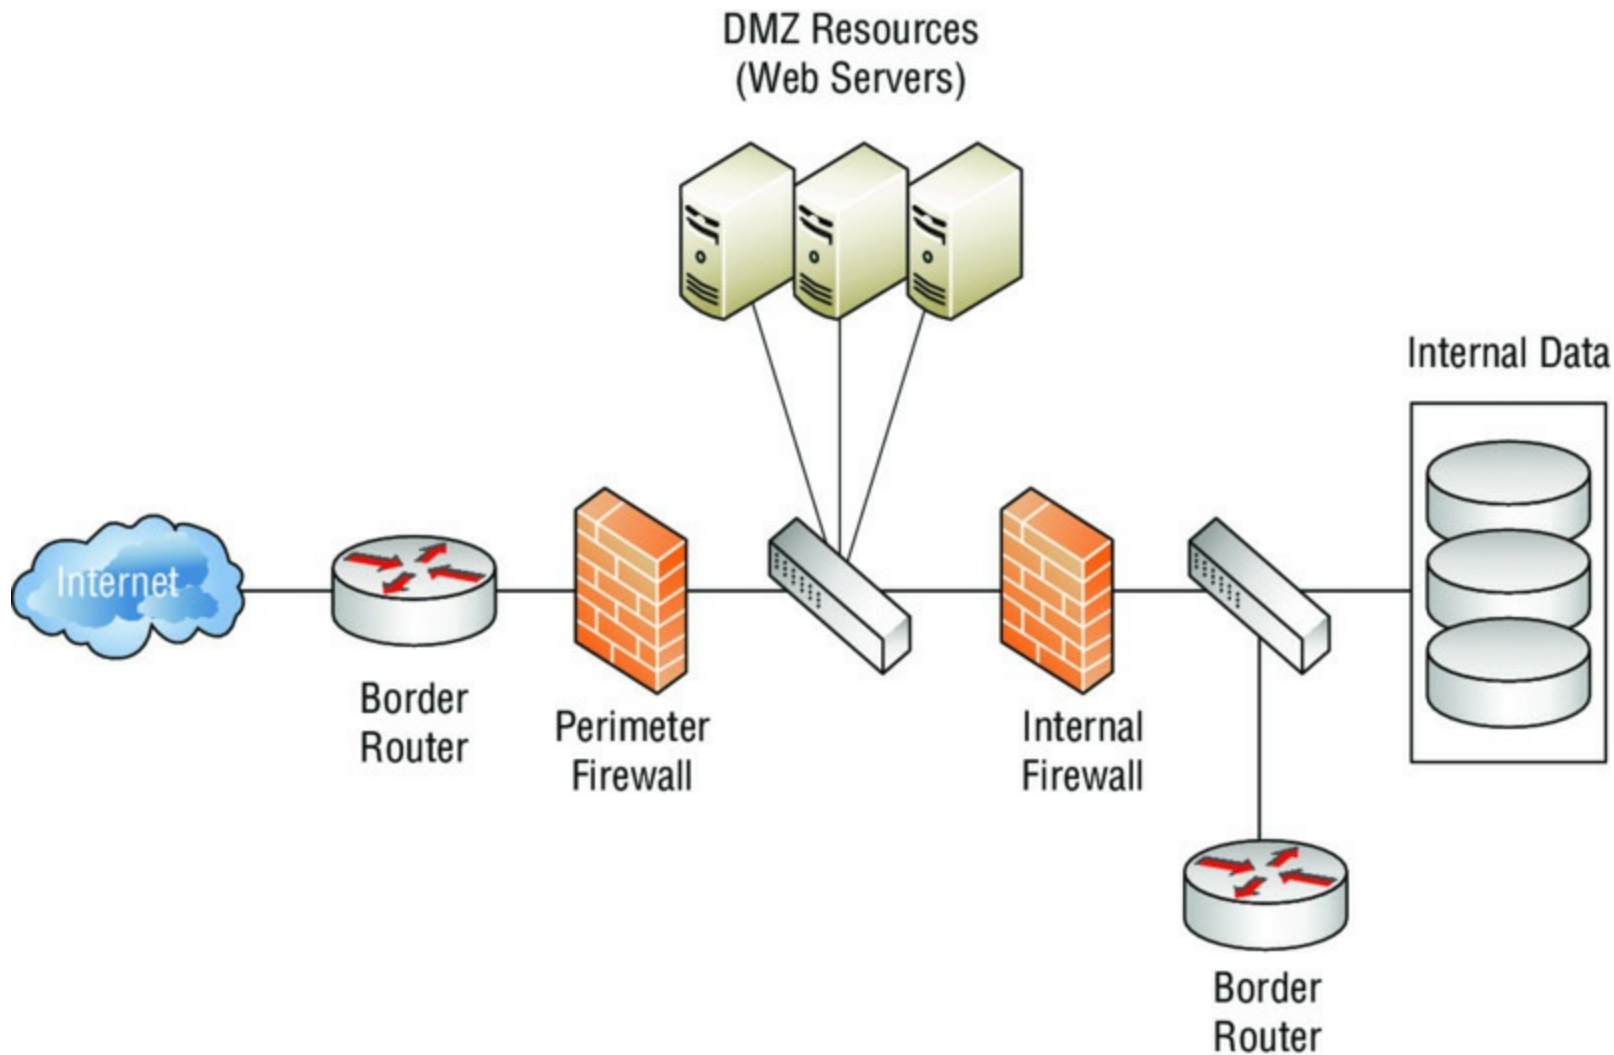 DMZ Resources
(Web Servers)
Internal Data
Internet
Border
Router
Perimeter
Firewall
Internal
Firewall
Border
Router